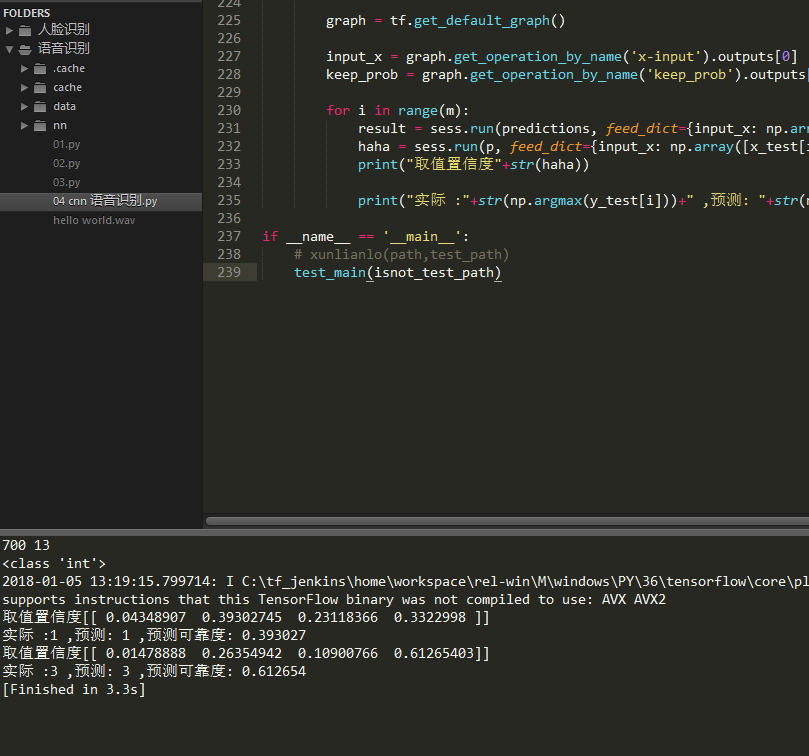 FOLDERS
人脸识别
语音识别
.cache
cache
data
nn
01.py
02.py
03.py
04 cnn 语音识别.py
hello world.wav
224
225 graph = tf.get_default_graph()
226
227 input_x = graph.get_operation_by_name('x-input').outputs[0]
228 keep_prob = graph.get_operation_by_name('keep_prob').outputs[
229
230 for i in range(m):
231 result = sess.run(predictions, feed_dict={input_x: np.arr
232 haha = sess.run(p, feed_dict={input_x: np.array([x_test[i
233 print("取值置信度"+str(haha))
234
235 print("实际 :"+str(np.argmax(y_test[i]))+" ,预测: "+str(n
236
237 if __name__ == '__main__':
238 # xunlianlo(path,test_path)
239 test_main(isnot_test_path)
700 13
<class 'int'>
2018-01-05 13:19:15.799714: I C:\tf_jenkins\home\workspace\rel-win\M\windows\PY\36\tensorflow\core\pl
supports instructions that this TensorFlow binary was not compiled to use: AVX AVX2
取值置信度[[ 0.04348907  0.39302745  0.23118366  0.3322998 ]]
实际 :1 ,预测: 1 ,预测可靠度: 0.393027
取值置信度[[ 0.01478888  0.26354942  0.10900766  0.61265403]]
实际 :3 ,预测: 3 ,预测可靠度: 0.612654
[Finished in 3.3s]